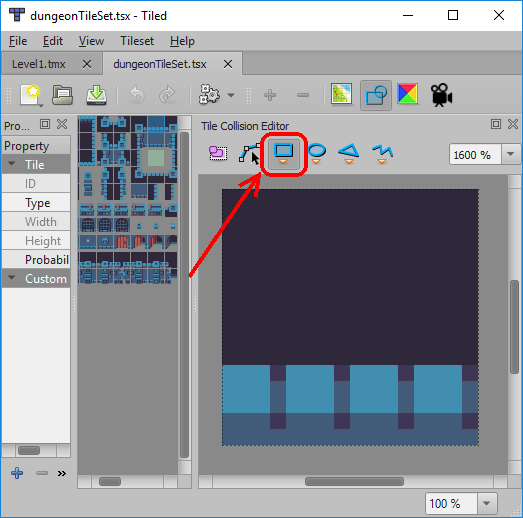 dungeonTileSet.tsx - Tiled
File Edit View Tileset Help
Level1.tmx
dungeonTileSet.tsx
Pro...
Tile Collision Editor
Property
Tile
ID
Type
Width
Height
Probabil
Custom
1600 %
»
100 %